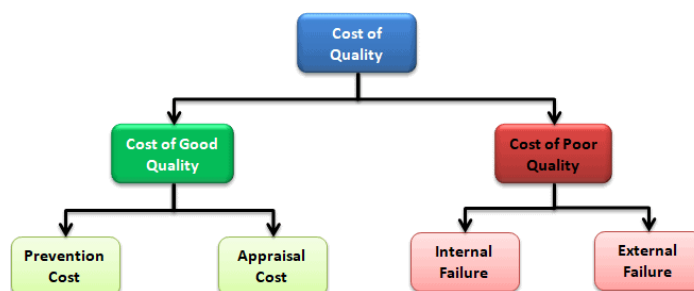 Cost of
Quality
Cost of Good
Quality
Cost of Poor
Quality
Prevention
Cost
Appraisal
Cost
Internal
Failure
External
Failure